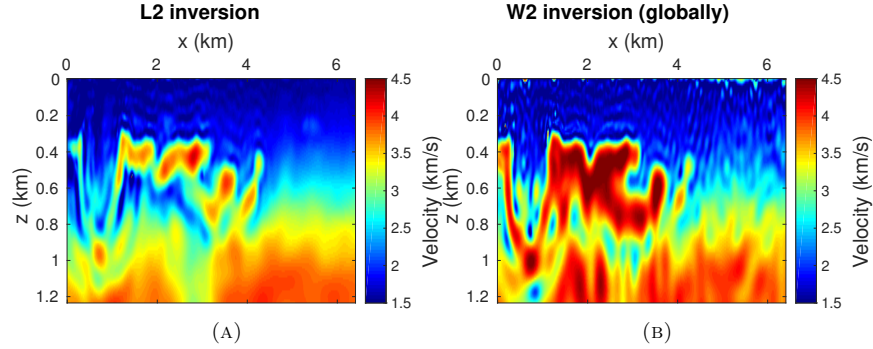 L2 inversion
x (km)
0 2 4 6
0
0.2
0.4
0.6
0.8
1
1.2
z (km)
4.5
4
3.5
3
2.5
2
1.5
Velocity (km/s)
(A)
W2 inversion (globally)
x (km)
0 2 4 6
0
0.2
0.4
0.6
0.8
1
1.2
z (km)
4.5
4
3.5
3
2.5
2
1.5
Velocity (km/s)
(B)